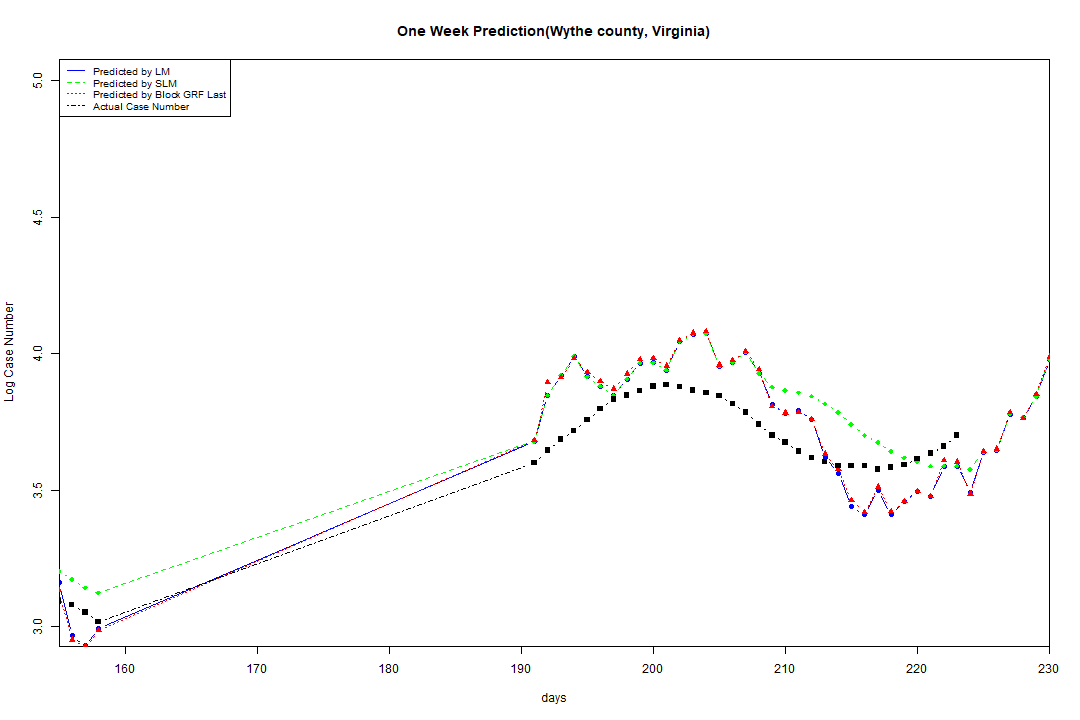 One Week Prediction(Wythe county, Virginia)
Predicted by LM
Predicted by SLM
Predicted by Block GRF Last
Actual Case Number
5.0
4.5
4.0
3.5
3.0
Log Case Number
160 170 180 190 200 210 220 230
days